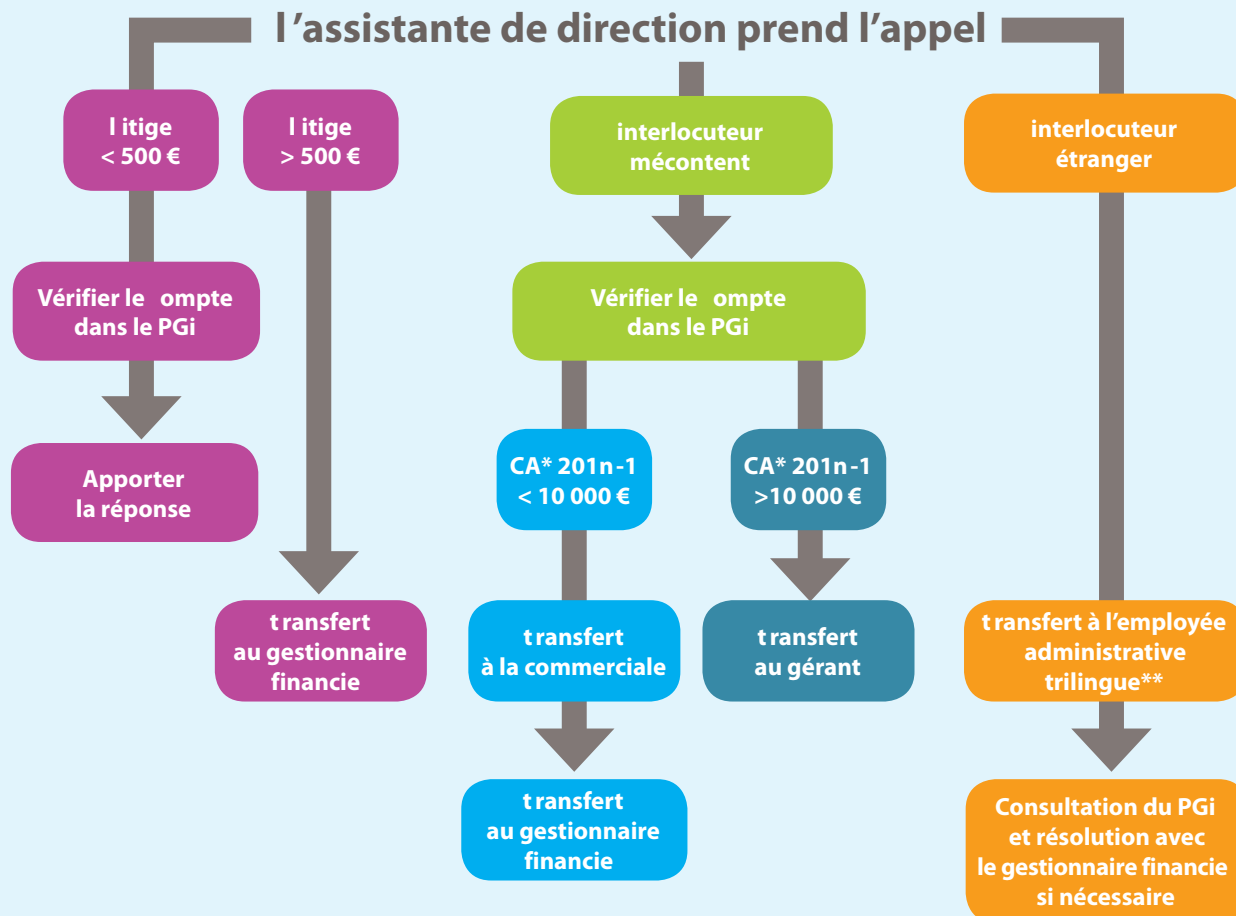 l'assistante de direction prend l'appel
l itige
< 500 €
l itige
> 500 €
interlocuteur
mécontent
interlocuteur
étranger
Vérifier le ompte
dans le PGi
Vérifier le ompte
dans le PGi
Apporter
la réponse
CA* 201n-1
< 10 000 €
CA* 201n-1
>10 000 €
t ransfert
au gestionnaire
financie
t ransfert
à la commerciale
t ransfert
au gérant
t ransfert à l'employée
administrative
trilingue**
t ransfert
au gestionnaire
financie
Consultation du PGi
et résolution avec
le gestionnaire financie
si nécessaire